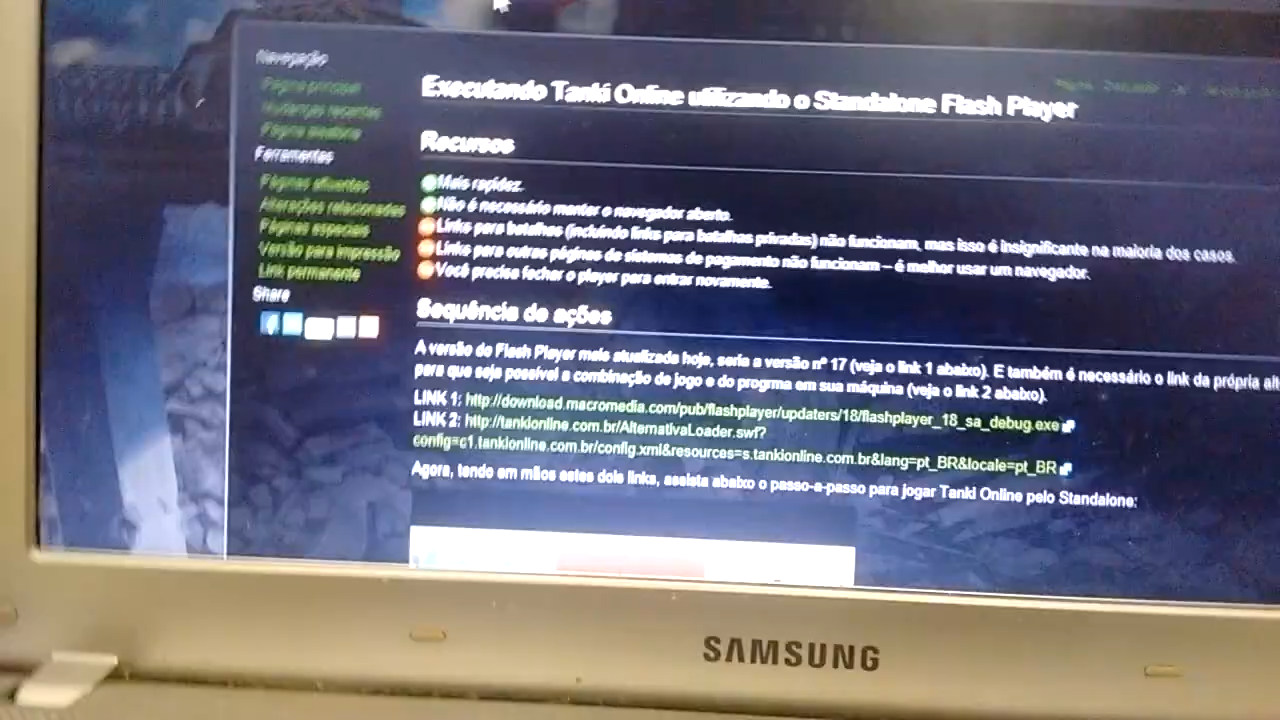 Navegação
Página principal
Mudanças recentes
Página aleatória
Ferramentas
Páginas afluentes
Alterações relacionadas
Páginas especiais
Versão para impressão
Link permanente
Share
Executando Tanki Online utilizando o Standalone Flash Player
Recursos
Mais rapidez.
Não é necessário manter o navegador aberto.
Links para batalhas (incluindo links para batalhas privadas) não funcionam, mas isso é insignificante na maioria dos casos.
Links para outras páginas de sistemas de pagamento não funcionam – é melhor usar um navegador.
Você precisa fechar o player para entrar novamente.
Sequência de ações
A versão do Flash Player mais atualizada hoje, seria a versão nº 17 (veja o link 1 abaixo). E também é necessário o link da própria
para que seja possível a combinação de jogo e do progrma em sua máquina (veja o link 2 abaixo).
LINK 1: http://download.macromedia.com/pub/flashplayer/updaters/18/flashplayer_18_sa_debug.exe
LINK 2: http://tankionline.com.br/AlternativaLoader.swf?
config=c1.tankionline.com.br/config.xml&resources=s.tankionline.com.br&lang=pt_BR&locale=pt_BR
Agora, tendo em mãos estes dois links, assista abaixo o passo-a-passo para jogar Tanki Online pelo Standalone:
SAMSUNG